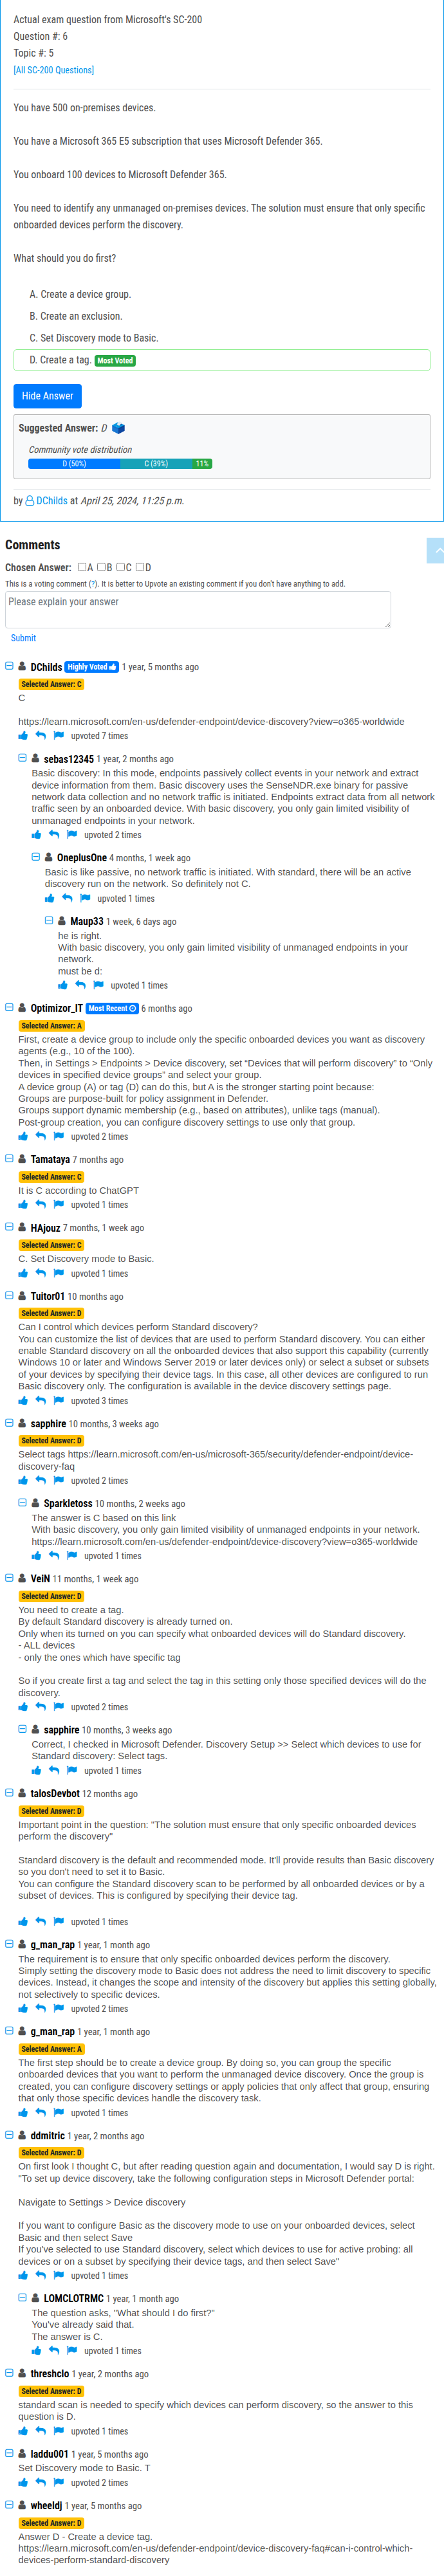 Actual exam question from Microsoft's SC-200
Question #: 6
Topic #: 5
[All SC-200 Questions]
You have 500 on-premises devices.
You have a Microsoft 365 E5 subscription that uses Microsoft Defender 365.
You onboard 100 devices to Microsoft Defender 365.
You need to identify any unmanaged on-premises devices. The solution must ensure that only specific
onboarded devices perform the discovery.
What should you do first?
A. Create a device group.
B. Create an exclusion.
C. Set Discovery mode to Basic.
D. Create a tag. Most Voted
Hide Answer
Suggested Answer: D
Community vote distribution
D (50%) C (39%) 11%
by DChilds at April 25, 2024, 11:25 p.m.
Comments
Chosen Answer: A B C D
This is a voting comment (?). It is better to Upvote an existing comment if you don't have anything to add.
Please explain your answer
Submit
DChilds Highly Voted 1 year, 5 months ago
Selected Answer: C
C
https://learn.microsoft.com/en-us/defender-endpoint/device-discovery?view=o365-worldwide
upvoted 7 times
sebas12345 1 year, 2 months ago
Basic discovery: In this mode, endpoints passively collect events in your network and extract
device information from them. Basic discovery uses the SenseNDR.exe binary for passive
network data collection and no network traffic is initiated. Endpoints extract data from all network
traffic seen by an onboarded device. With basic discovery, you only gain limited visibility of
unmanaged endpoints in your network.
upvoted 2 times
OneplusOne 4 months, 1 week ago
Basic is like passive, no network traffic is initiated. With standard, there will be an active
discovery run on the network. So definitely not C.
upvoted 1 times
Maup33 1 week, 6 days ago
he is right.
With basic discovery, you only gain limited visibility of unmanaged endpoints in your
network.
must be d:
upvoted 1 times
Optimizor_IT Most Recent 6 months ago
Selected Answer: A
First, create a device group to include only the specific onboarded devices you want as discovery
agents (e.g., 10 of the 100).
Then, in Settings > Endpoints > Device discovery, set “Devices that will perform discovery” to “Only
devices in specified device groups” and select your group.
A device group (A) or tag (D) can do this, but A is the stronger starting point because:
Groups are purpose-built for policy assignment in Defender.
Groups support dynamic membership (e.g., based on attributes), unlike tags (manual).
Post-group creation, you can configure discovery settings to use only that group.
upvoted 2 times
Tamataya 7 months ago
Selected Answer: C
It is C according to ChatGPT
upvoted 1 times
HAjouz 7 months, 1 week ago
Selected Answer: C
C. Set Discovery mode to Basic.
upvoted 1 times
Tuitor01 10 months ago
Selected Answer: D
Can I control which devices perform Standard discovery?
You can customize the list of devices that are used to perform Standard discovery. You can either
enable Standard discovery on all the onboarded devices that also support this capability (currently
Windows 10 or later and Windows Server 2019 or later devices only) or select a subset or subsets
of your devices by specifying their device tags. In this case, all other devices are configured to run
Basic discovery only. The configuration is available in the device discovery settings page.
upvoted 3 times
sapphire 10 months, 3 weeks ago
Selected Answer: D
Select tags https://learn.microsoft.com/en-us/microsoft-365/security/defender-endpoint/device-
discovery-faq
upvoted 2 times
Sparkletoss 10 months, 2 weeks ago
The answer is C based on this link
With basic discovery, you only gain limited visibility of unmanaged endpoints in your network.
https://learn.microsoft.com/en-us/defender-endpoint/device-discovery?view=o365-worldwide
upvoted 1 times
VeiN 11 months, 1 week ago
Selected Answer: D
You need to create a tag.
By default Standard discovery is already turned on.
Only when its turned on you can specify what onboarded devices will do Standard discovery.
- ALL devices
- only the ones which have specific tag
So if you create first a tag and select the tag in this setting only those specified devices will do the
discovery.
upvoted 2 times
sapphire 10 months, 3 weeks ago
Correct, I checked in Microsoft Defender. Discovery Setup >> Select which devices to use for
Standard discovery: Select tags.
upvoted 1 times
talosDevbot 12 months ago
Selected Answer: D
Important point in the question: "The solution must ensure that only specific onboarded devices
perform the discovery"
Standard discovery is the default and recommended mode. It'll provide results than Basic discovery
so you don't need to set it to Basic.
You can configure the Standard discovery scan to be performed by all onboarded devices or by a
subset of devices. This is configured by specifying their device tag.
upvoted 1 times
g_man_rap 1 year, 1 month ago
The requirement is to ensure that only specific onboarded devices perform the discovery.
Simply setting the discovery mode to Basic does not address the need to limit discovery to specific
devices. Instead, it changes the scope and intensity of the discovery but applies this setting globally,
not selectively to specific devices.
upvoted 2 times
g_man_rap 1 year, 1 month ago
Selected Answer: A
The first step should be to create a device group. By doing so, you can group the specific
onboarded devices that you want to perform the unmanaged device discovery. Once the group is
created, you can configure discovery settings or apply policies that only affect that group, ensuring
that only those specific devices handle the discovery task.
upvoted 1 times
ddmitric 1 year, 2 months ago
Selected Answer: D
On first look I thought C, but after reading question again and documentation, I would say D is right.
"To set up device discovery, take the following configuration steps in Microsoft Defender portal:
Navigate to Settings > Device discovery
If you want to configure Basic as the discovery mode to use on your onboarded devices, select
Basic and then select Save
If you've selected to use Standard discovery, select which devices to use for active probing: all
devices or on a subset by specifying their device tags, and then select Save"
upvoted 1 times
LOMCLOTRMC 1 year, 1 month ago
The question asks, "What should I do first?"
You've already said that.
The answer is C.
upvoted 1 times
threshclo 1 year, 2 months ago
Selected Answer: D
standard scan is needed to specify which devices can perform discovery, so the answer to this
question is D.
upvoted 1 times
laddu001 1 year, 5 months ago
Set Discovery mode to Basic. T
upvoted 2 times
wheeldj 1 year, 5 months ago
Selected Answer: D
Answer D - Create a device tag.
https://learn.microsoft.com/en-us/defender-endpoint/device-discovery-faq#can-i-control-which-
devices-perform-standard-discovery